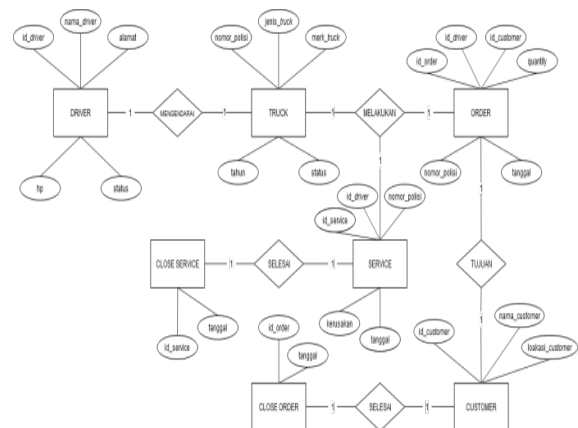 nama_driver
id_driver
alamat
jenis_truck
nomor_polisi
merk_truck
id_driver
id_customer
id_order
quantity
DRIVER
1
MENGENDARAI
1
TRUCK
1
MELAKUKAN
1
ORDER
hp
status
tahun
status
1
nomor_polisi
tanggal
1
id_driver
nomor_polisi
id_service
CLOSE SERVICE
1
SELESAI
1
SERVICE
TUJUAN
id_service
tanggal
id_order
tanggal
kerusakan
tanggal
1
id_customer
nama_customer
loakasi_customer
CLOSE ORDER
1
SELESAI
1
CUSTOMER